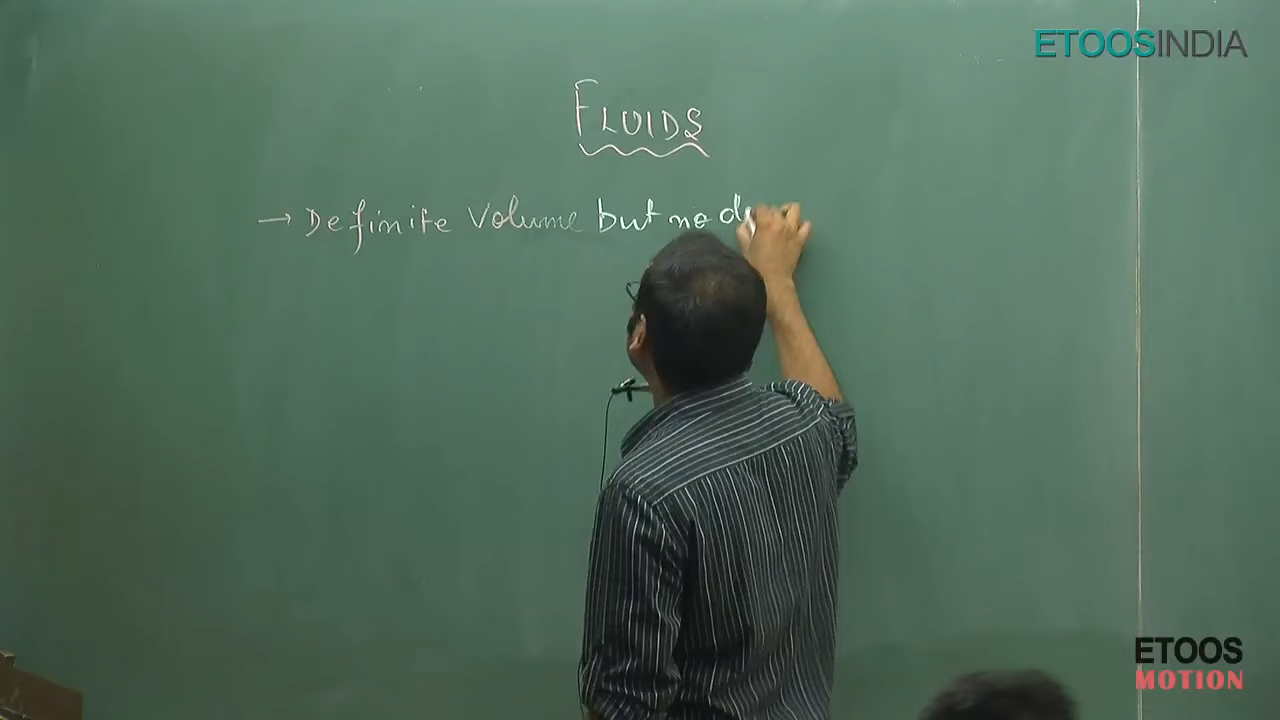 ETOOSINDIA
FLUIDS
→ Definite Volume but no
ETOOS
MOTION